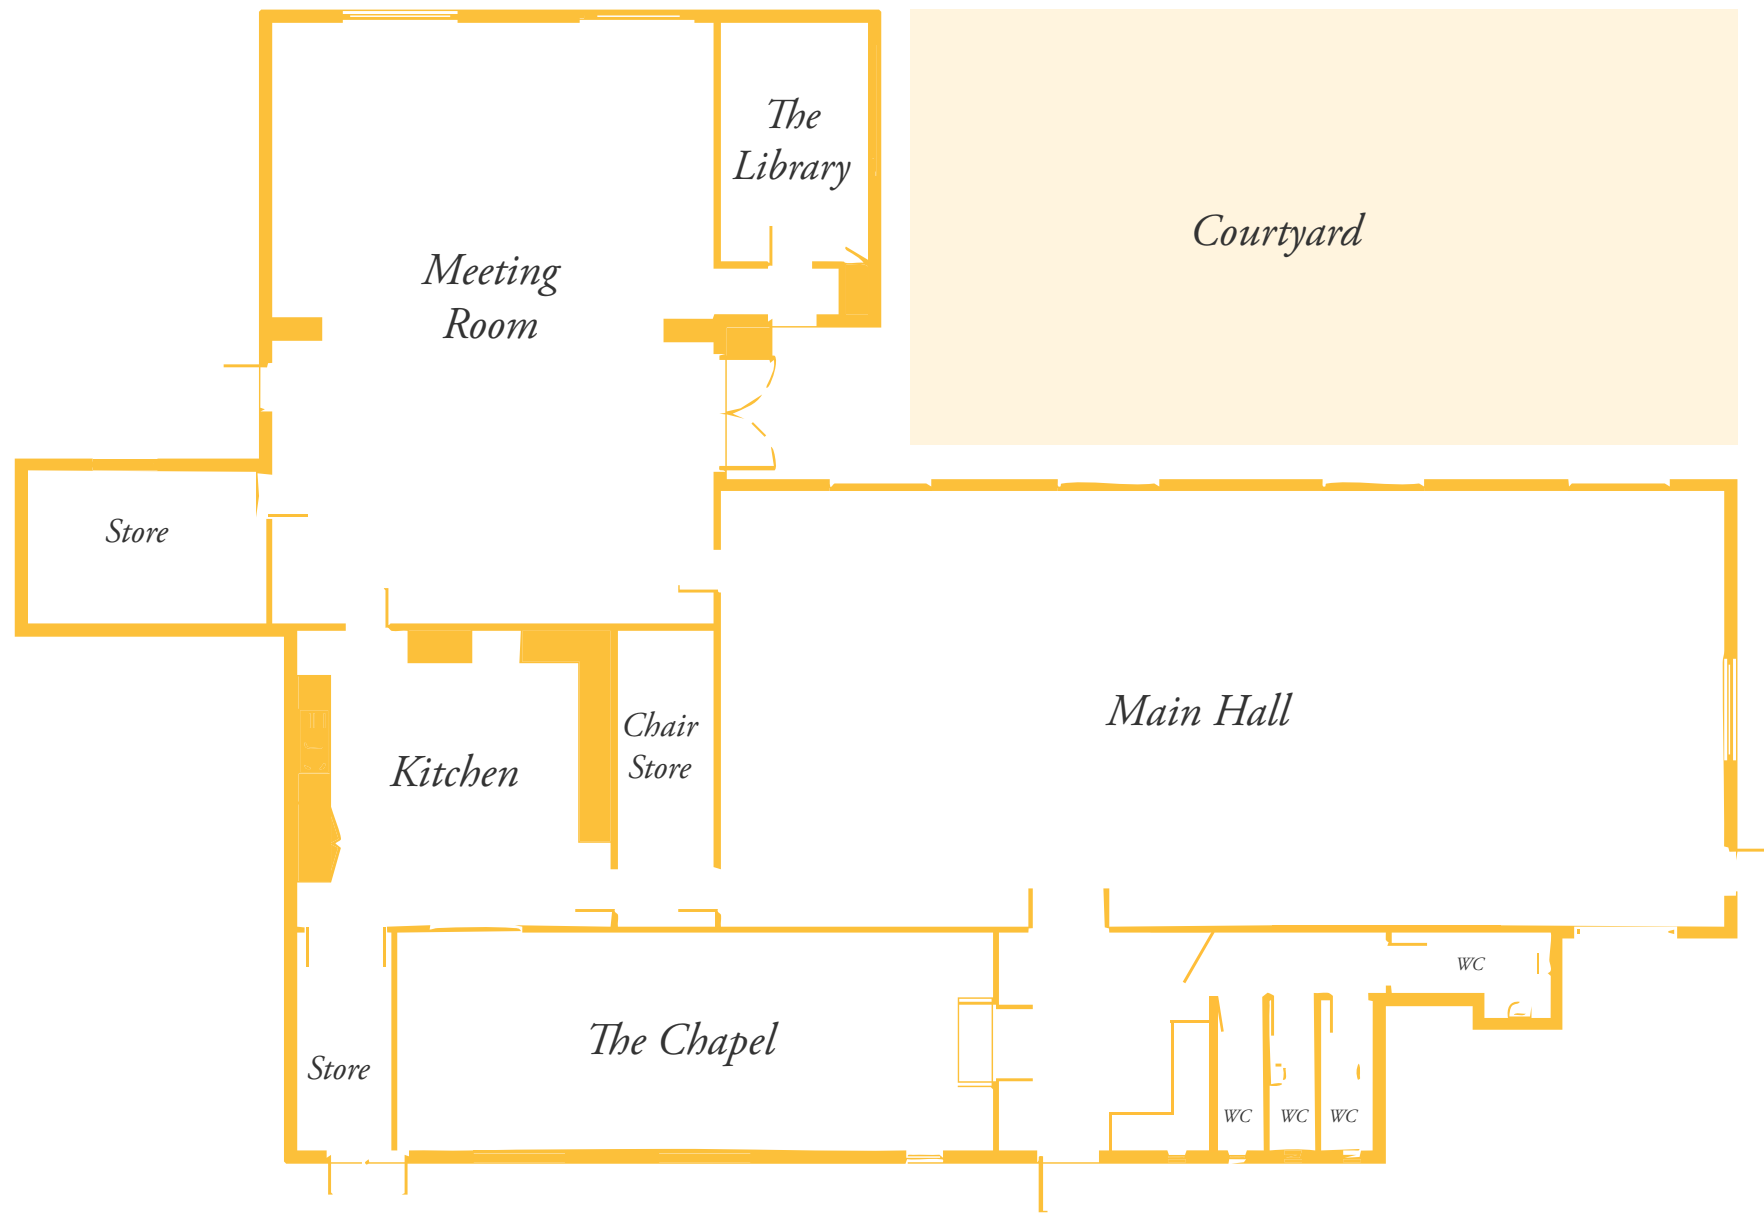 The
Library
Courtyard
Meeting
Room
Store
Main Hall
Chair
Store
Kitchen
WC
The Chapel
Store
WC
WC
WC